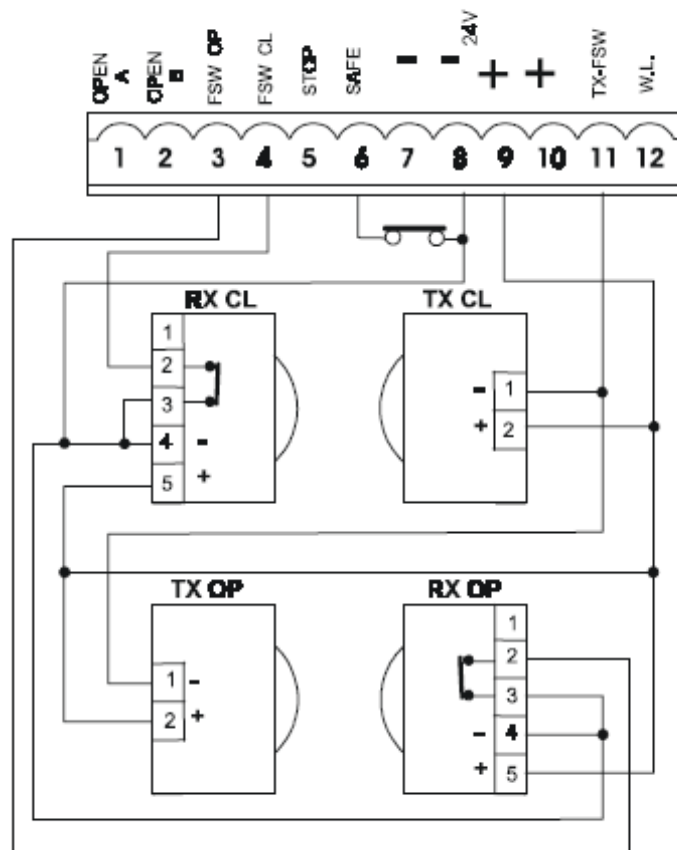 OPEN A
OPEN B
FSW OP
FSW CL
STOP
SAFE
- - 24V + +
TX-FSW
W.L.
1 2 3 4 5 6 7 8 9 10 11 12
RX CL
1
2
3
4 -
5 +
TX CL
- 1
+ 2
TX OP
1 -
2 +
RX OP
1
2
3
- 4
+ 5